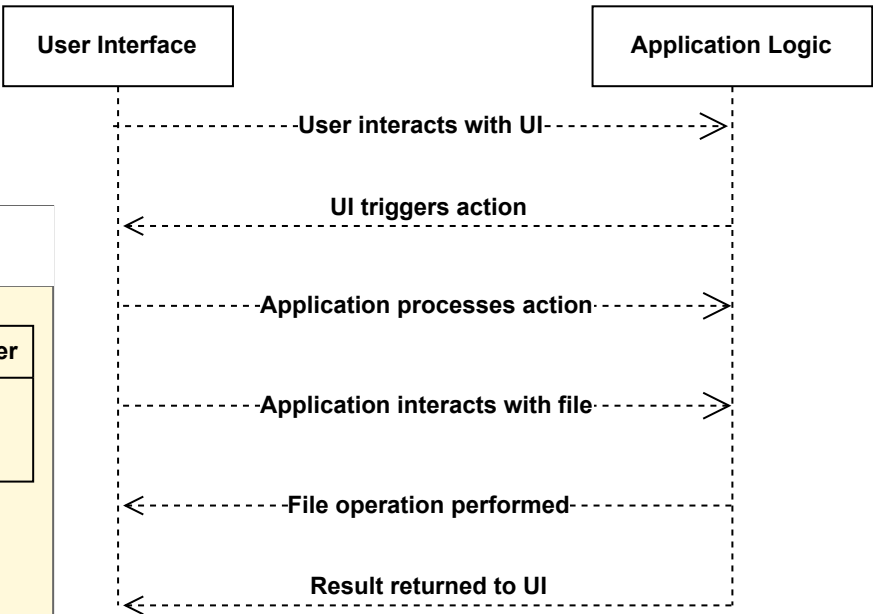 User Interface
Application Logic
User interacts with UI
UI triggers action
Application processes action
er
Application interacts with file
File operation performed
Result returned to UI